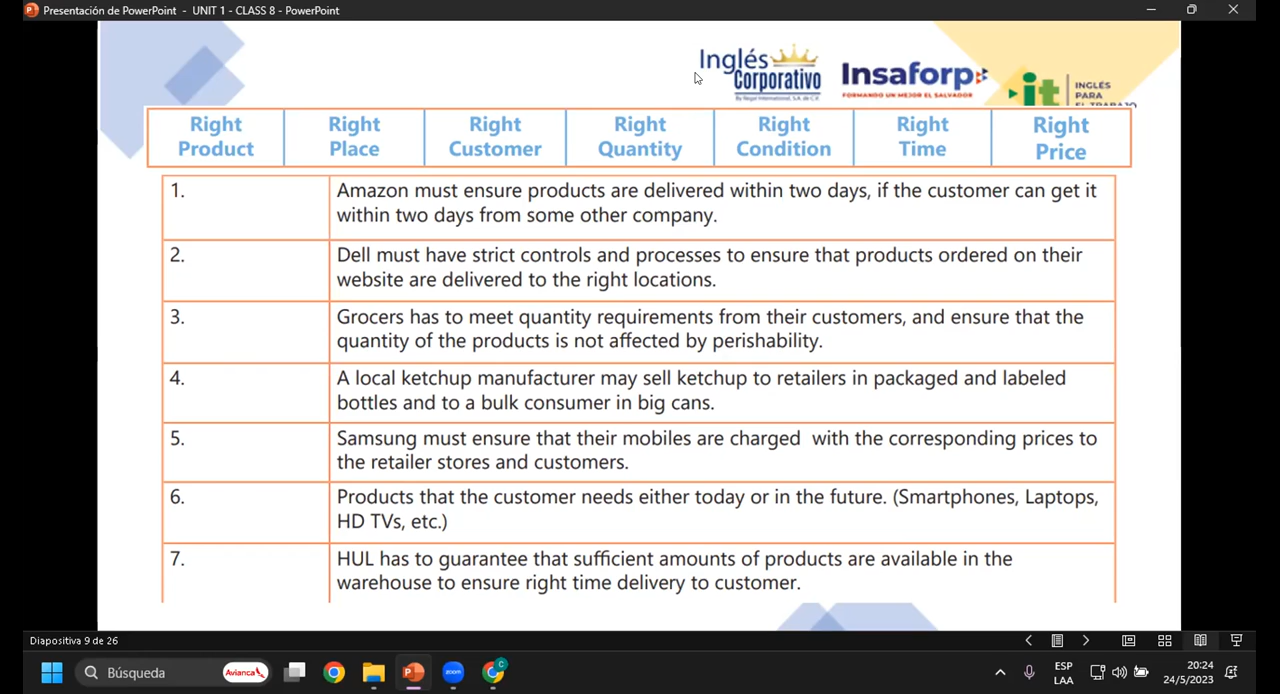 Presentación de PowerPoint - UNIT 1 - CLASS 8 - PowerPoint
Inglés
Corporativo
Insaforp
FORMANDO UN MEJOR EL SALVADOR
it
INGLÉS
PARA
EL TRABAJO
Right Product
Right Place
Right Customer
Right Quantity
Right Condition
Right Time
Right Price
1.
Amazon must ensure products are delivered within two days, if the customer can get it
within two days from some other company.
2.
Dell must have strict controls and processes to ensure that products ordered on their
website are delivered to the right locations.
3.
Grocers has to meet quantity requirements from their customers, and ensure that the
quantity of the products is not affected by perishability.
4.
A local ketchup manufacturer may sell ketchup to retailers in packaged and labeled
bottles and to a bulk consumer in big cans.
5.
Samsung must ensure that their mobiles are charged with the corresponding prices to
the retailer stores and customers.
6.
Products that the customer needs either today or in the future. (Smartphones, Laptops,
HD TVs, etc.)
7.
HUL has to guarantee that sufficient amounts of products are available in the
warehouse to ensure right time delivery to customer.
Diapositiva 9 de 26
Búsqueda
Avianca
zoom
C
ESP
LAA
20:24
24/5/2023